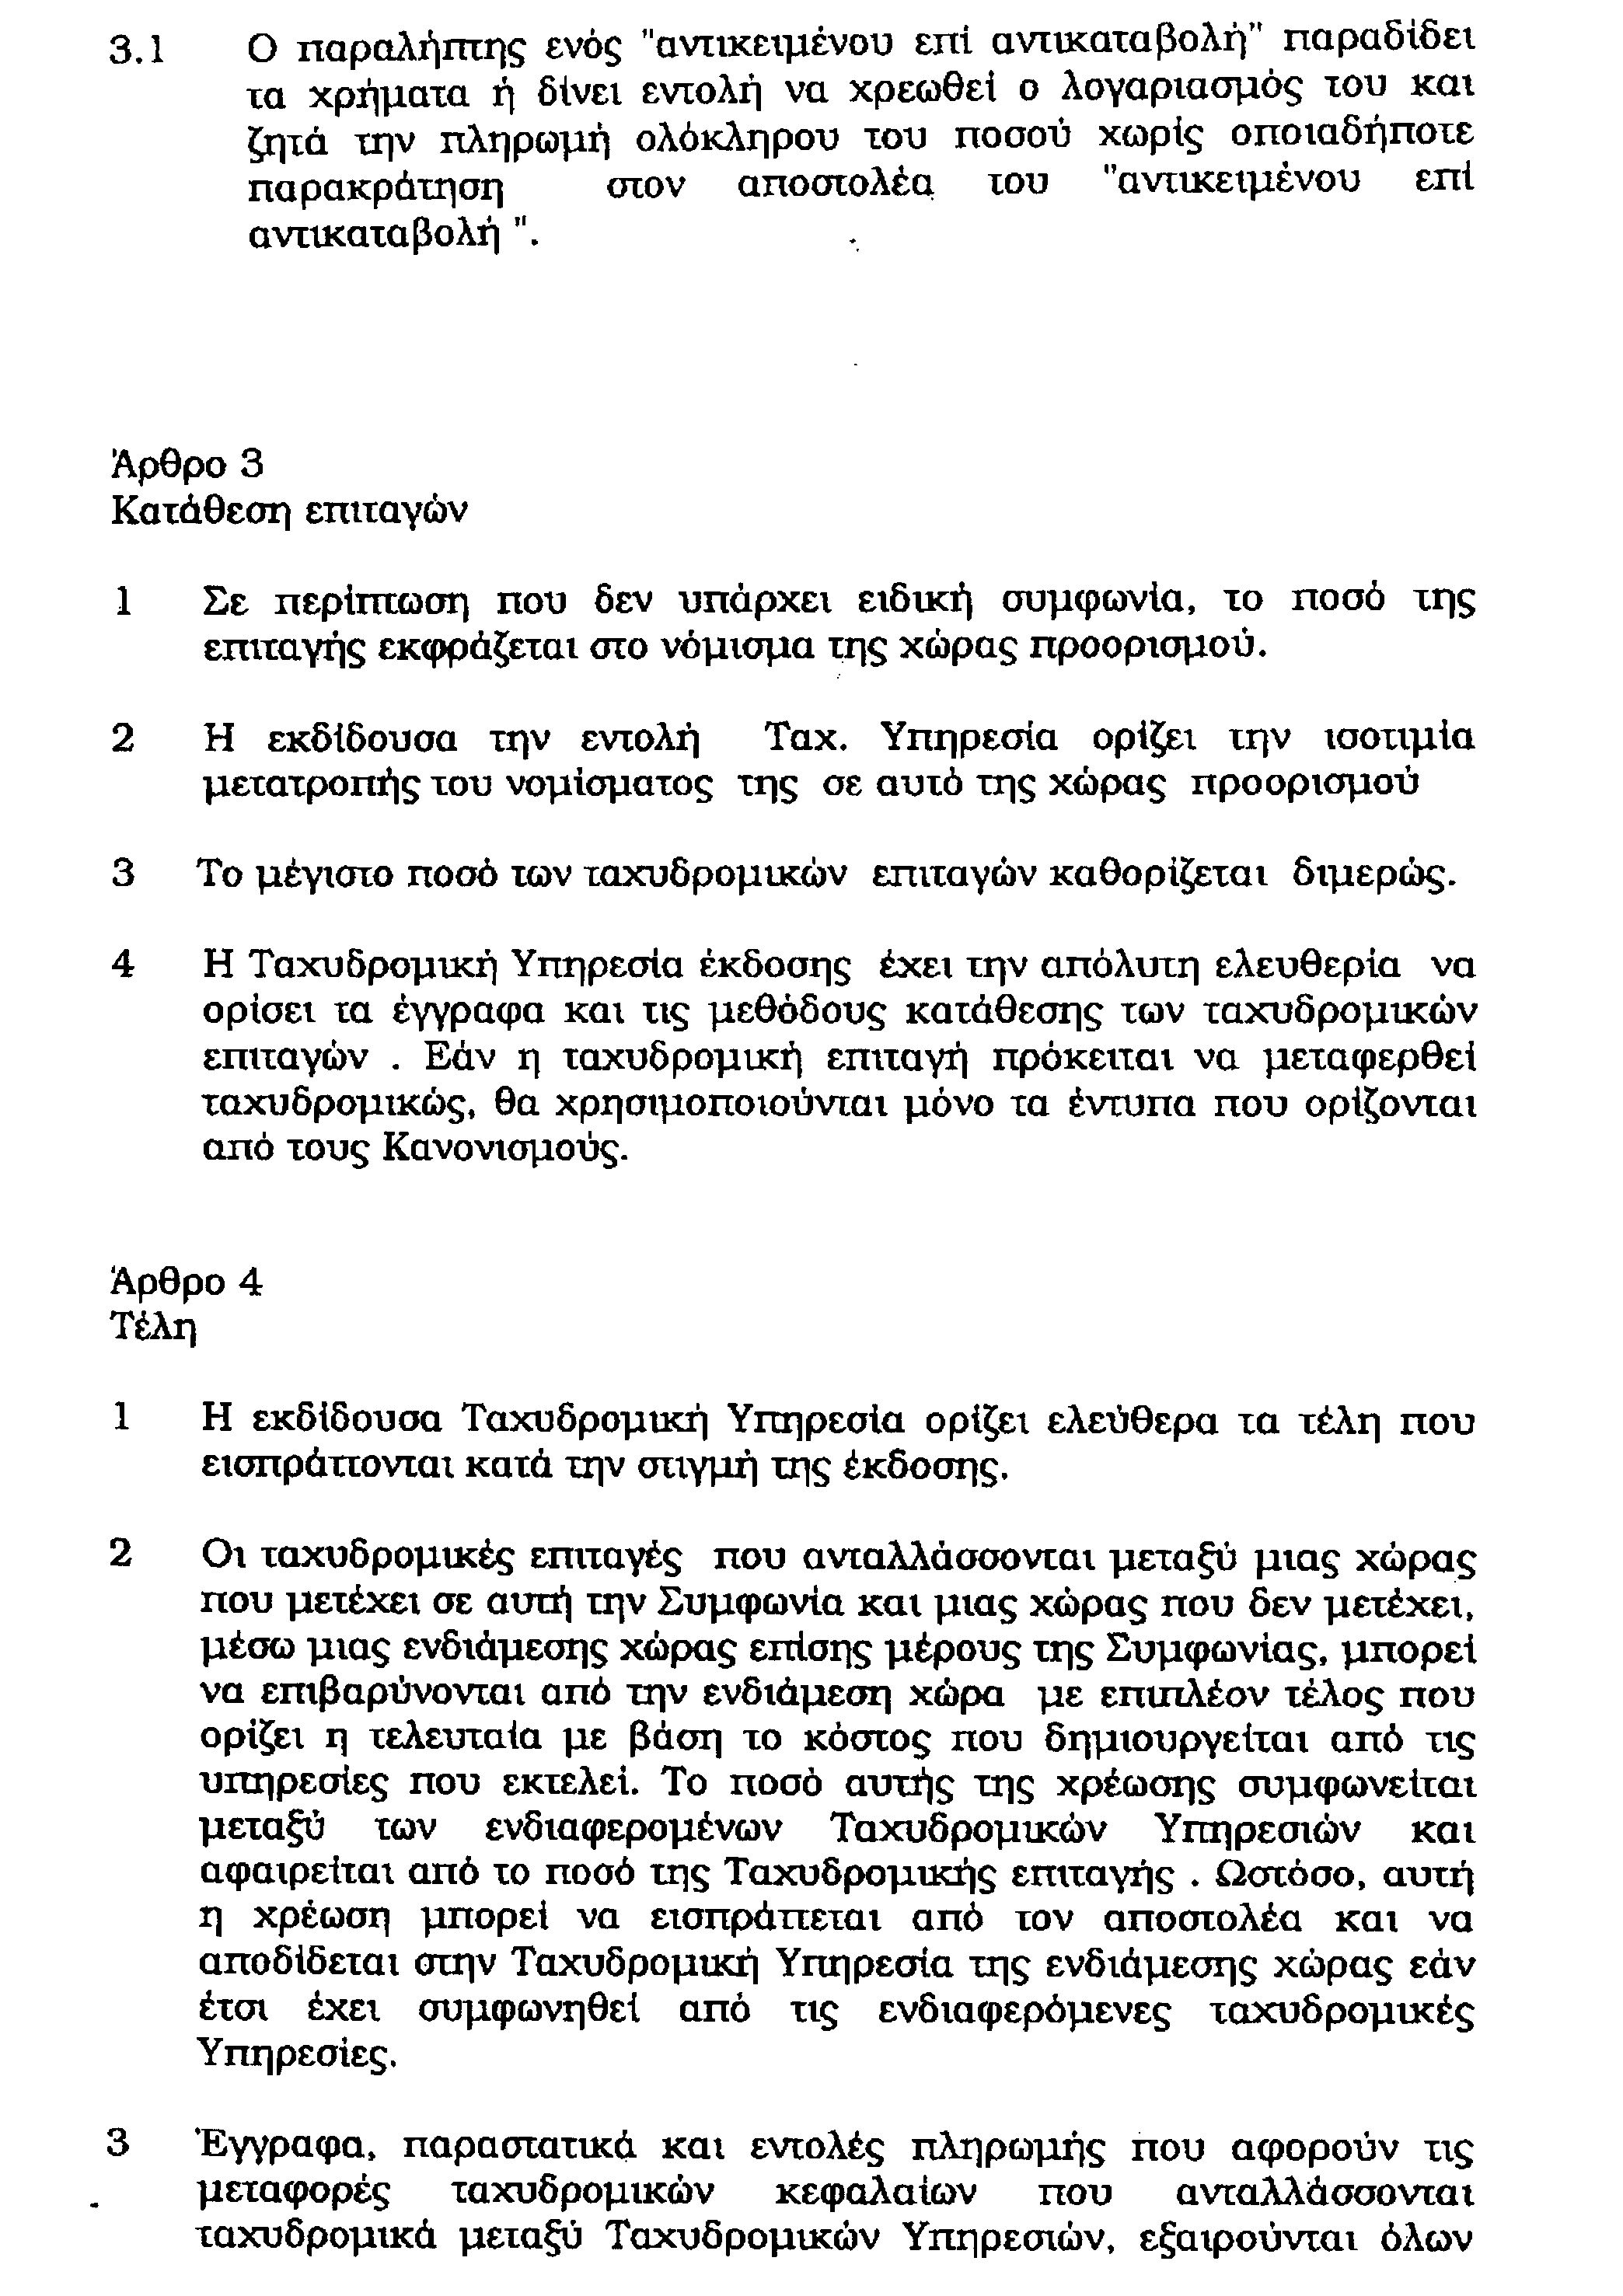 3.1 Ο παραλήπτης ενός "αντικειμένου επί αντικαταβολή" παραδίδει
τα χρήματα ή δίνει εντολή να χρεωθεί ο λογαριασμός του και
ζητά την πληρωμή ολόκληρου του ποσού χωρίς οποιαδήποτε
παρακράτηση στον αποστολέα του "αντικειμένου επί
αντικαταβολή ".
Άρθρο 3
Κατάθεση επιταγών
1 Σε περίπτωση που δεν υπάρχει ειδική συμφωνία, το ποσό της
επιταγής εκφράζεται στο νόμισμα της χώρας προορισμού.
2 Η εκδίδουσα την εντολή Ταχ. Υπηρεσία ορίζει την ισοτιμία
μετατροπής του νομίσματος της σε αυτό της χώρας προορισμού
3 Το μέγιστο ποσό των ταχυδρομικών επιταγών καθορίζεται διμερώς.
4 Η Ταχυδρομική Υπηρεσία έκδοσης έχει την απόλυτη ελευθερία να
ορίσει τα έγγραφα και τις μεθόδους κατάθεσης των ταχυδρομικών
επιταγών . Εάν η ταχυδρομική επιταγή πρόκειται να μεταφερθεί
ταχυδρομικώς, θα χρησιμοποιούνται μόνο τα έντυπα που ορίζονται
από τους Κανονισμούς.
Άρθρο 4
Τέλη
1 Η εκδίδουσα Ταχυδρομική Υπηρεσία ορίζει ελεύθερα τα τέλη που
εισπράττονται κατά την στιγμή της έκδοσης.
2 Οι ταχυδρομικές επιταγές που ανταλλάσσονται μεταξύ μιας χώρας
που μετέχει σε αυτή την Συμφωνία και μιας χώρας που δεν μετέχει,
μέσω μιας ενδιάμεσης χώρας επίσης μέρους της Συμφωνίας, μπορεί
να επιβαρύνονται από την ενδιάμεση χώρα με επιπλέον τέλος που
ορίζει η τελευταία με βάση το κόστος που δημιουργείται από τις
υπηρεσίες που εκτελεί. Το ποσό αυτής της χρέωσης συμφωνείται
μεταξύ των ενδιαφερομένων Ταχυδρομικών Υπηρεσιών και
αφαιρείται από το ποσό της Ταχυδρομικής επιταγής . Ωστόσο, αυτή
η χρέωση μπορεί να εισπράττεται από τον αποστολέα και να
αποδίδεται στην Ταχυδρομική Υπηρεσία της ενδιάμεσης χώρας εάν
έτσι έχει συμφωνηθεί από τις ενδιαφερόμενες ταχυδρομικές
Υπηρεσίες.
3 Έγγραφα, παραστατικά και εντολές πληρωμής που αφορούν τις
μεταφορές ταχυδρομικών κεφαλαίων που ανταλλάσσονται
ταχυδρομικά μεταξύ Ταχυδρομικών Υπηρεσιών, εξαιρούνται όλων